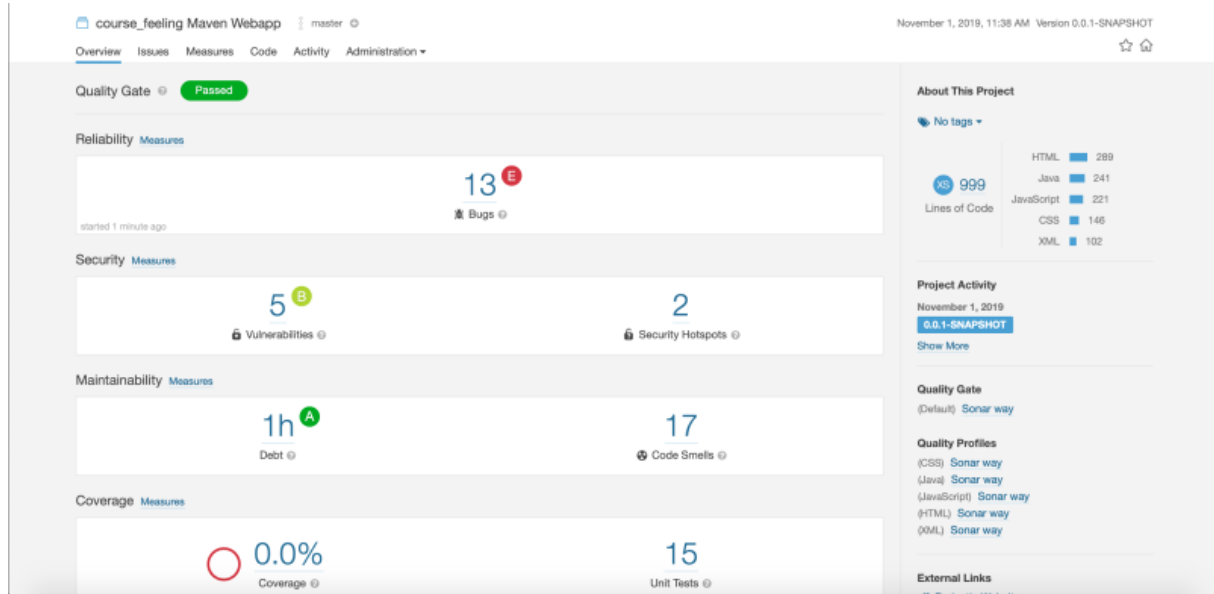 course_feeling Maven Webapp master
November 1, 2019, 11:38 AM Version 0.0.1-SNAPSHOT
Overview Issues Measures Code Activity Administration
Quality Gate Passed
Reliability Measures
13 E
Bugs
started 1 minute ago
Security Measures
5 B
Vulnerabilities
2
Security Hotspots
Maintainability Measures
1h A
Debt
17
Code Smells
Coverage Measures
0.0%
Coverage
15
Unit Tests
About This Project
No tags
XS 999
Lines of Code
HTML 289
Java 241
JavaScript 221
CSS 146
XML 102
Project Activity
November 1, 2019
0.0.1-SNAPSHOT
Show More
Quality Gate
(Default) Sonar way
Quality Profiles
(CSS) Sonar way
(Java) Sonar way
(JavaScript) Sonar way
(HTML) Sonar way
(XML) Sonar way
External Links